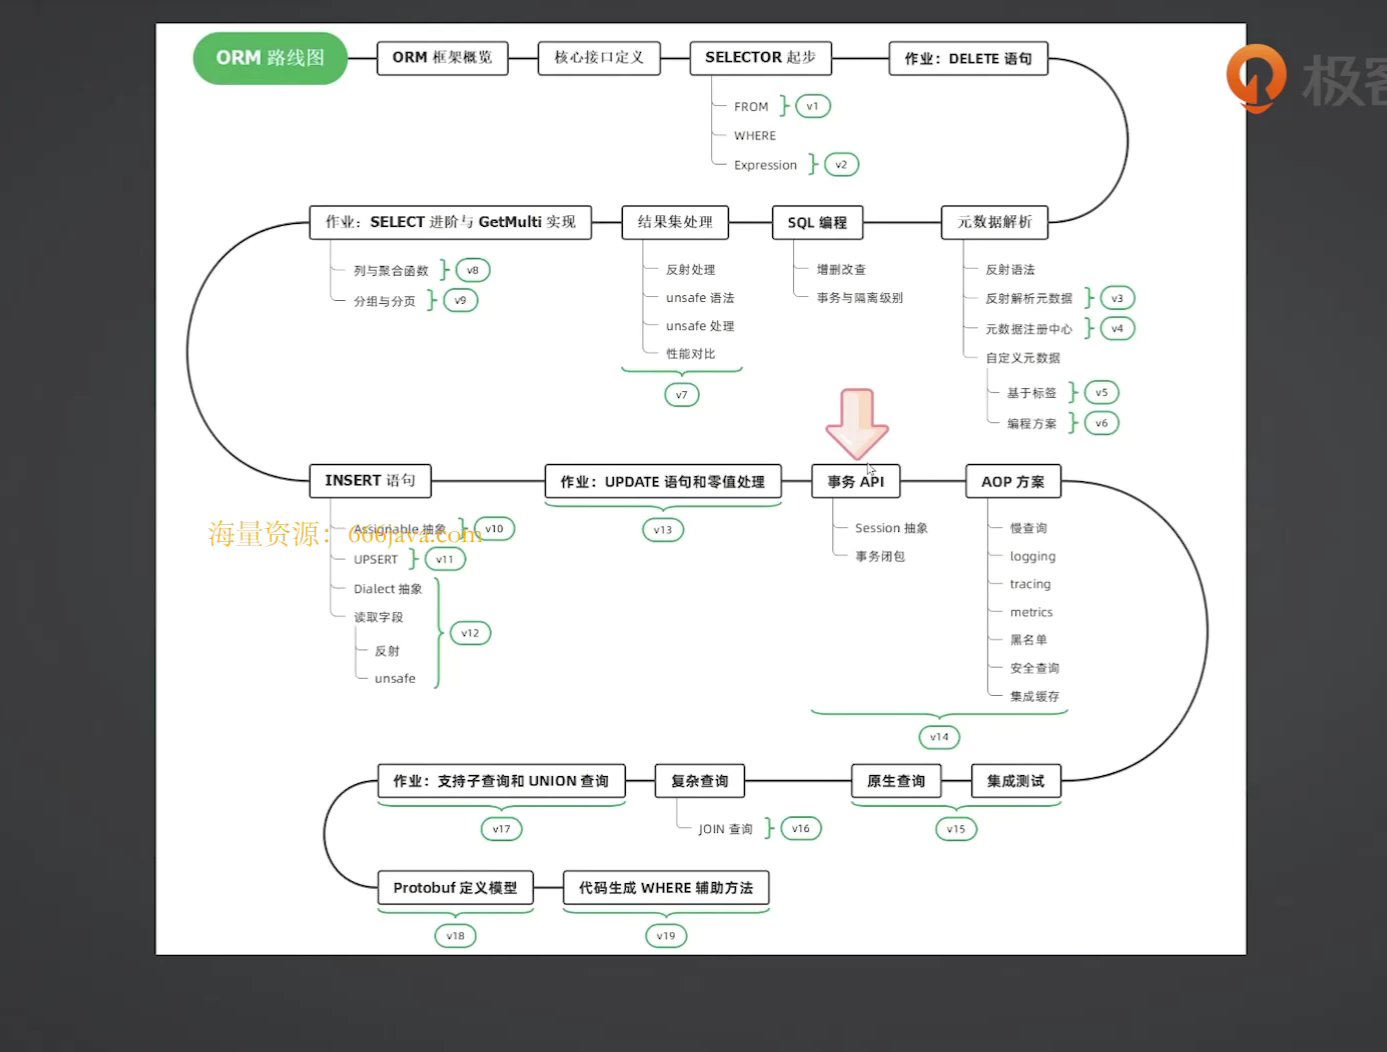 ORM 路线图
ORM 框架概览
核心接口定义
SELECTOR 起步
作业：DELETE 语句
极客
FROM
v1
WHERE
Expression
v2
作业：SELECT 进阶与 GetMulti 实现
结果集处理
SQL 编程
元数据解析
列与聚合函数
v8
分组与分页
v9
反射处理
unsafe 语法
unsafe 处理
性能对比
v7
增删改查
事务与隔离级别
反射语法
反射解析元数据
v3
元数据注册中心
v4
自定义元数据
基于标签
v5
编程方案
v6
INSERT 语句
作业：UPDATE 语句和零值处理
事务 API
AOP 方案
海量资源：666java.com
Assignable 抽象
v10
UPSERT
v11
Dialect 抽象
读取字段
反射
unsafe
v12
v13
Session 抽象
事务闭包
慢查询
logging
tracing
metrics
黑名单
安全查询
集成缓存
v14
作业：支持子查询和 UNION 查询
复杂查询
原生查询
集成测试
v17
JOIN 查询
v16
v15
Protobuf 定义模型
代码生成 WHERE 辅助方法
v18
v19